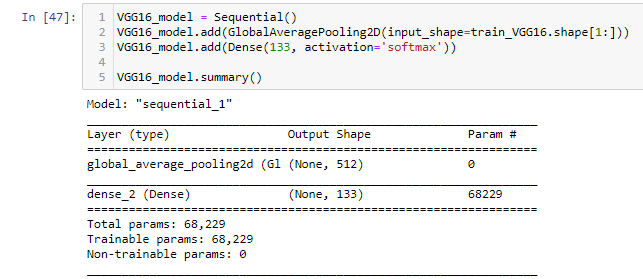 In [47]:
1 VGG16_model = Sequential()
2 VGG16_model.add(GlobalAveragePooling2D(input_shape=train_VGG16.shape[1:]))
3 VGG16_model.add(Dense(133, activation='softmax'))
4
5 VGG16_model.summary()
Model: "sequential_1"
_________________________________________________________________
Layer (type)                 Output Shape              Param #
=================================================================
global_average_pooling2d (Gl (None, 512)               0
_________________________________________________________________
dense_2 (Dense)              (None, 133)               68229
=================================================================
Total params: 68,229
Trainable params: 68,229
Non-trainable params: 0
_________________________________________________________________